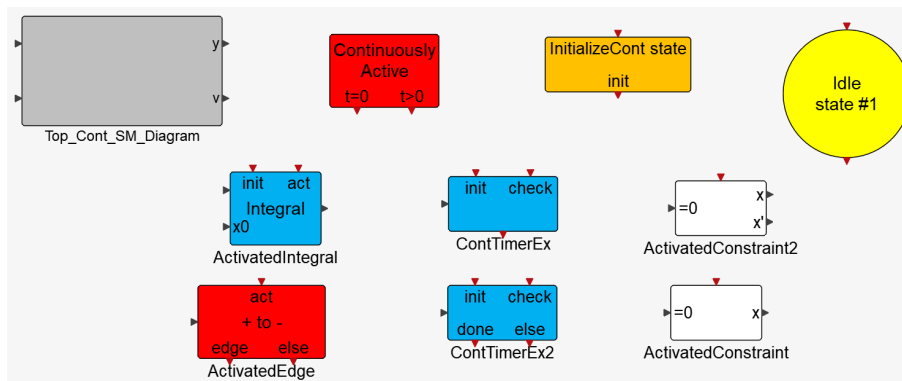 y
v
Top_Cont_SM_Diagram
Continuously
Active
t=0 t>0
InitializeCont state
init
Idle
state #1
init act
Integral
x0
ActivatedIntegral
init check
ContTimerEx
=0 x
x'
ActivatedConstraint2
act
+ to -
edge else
ActivatedEdge
init check
done else
ContTimerEx2
=0 x
ActivatedConstraint